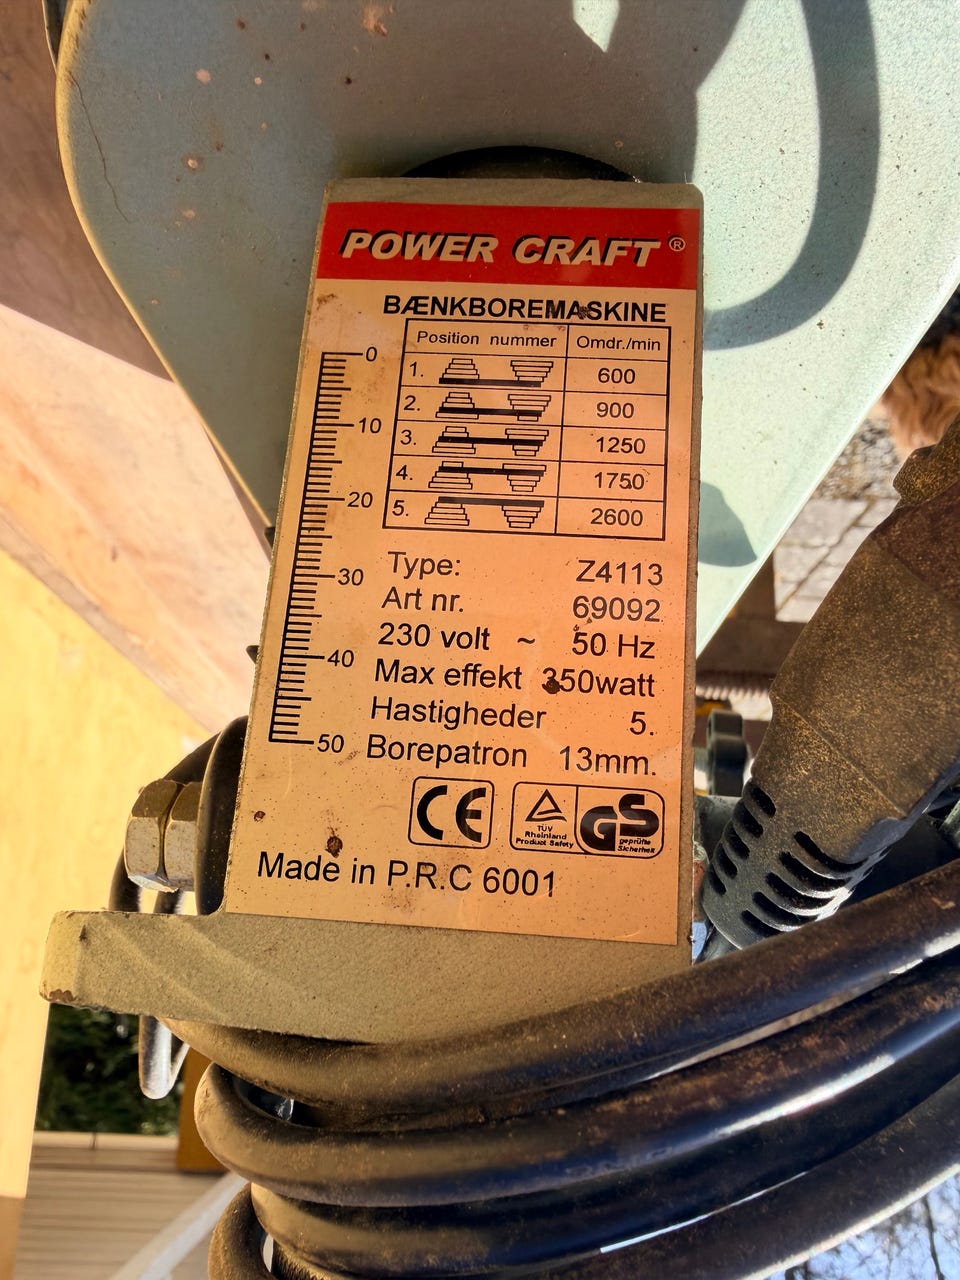 POWER CRAFT ®
BÆNKBOREMASKINE
Position nummer Omdr./min
1. 600
2. 900
3. 1250
4. 1750
5. 2600
0
10
20
30
40
50
Type: Z4113
Art nr. 69092
230 volt ~ 50 Hz
Max effekt 350watt
Hastigheder 5.
Borepatron 13mm.
CE
TÜV
Rheinland
Product Safety
GS
geprüfte
Sicherheit
Made in P.R.C 6001